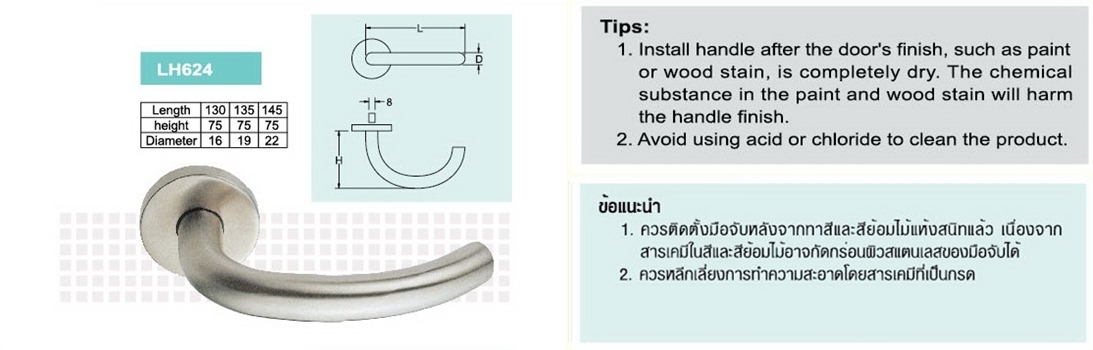 LH624
Length 130 135 145
height 75 75 75
Diameter 16 19 22
L
D
8
H
Tips:
1. Install handle after the door's finish, such as paint
or wood stain, is completely dry. The chemical
substance in the paint and wood stain will harm
the handle finish.
2. Avoid using acid or chloride to clean the product.
ข้อแนะนำ
1. ควรติดตั้งมือจับหลังจากทาสีและสีย้อมไม้แห้งสนิทแล้ว เนื่องจาก
สารเคมีในสีและสีย้อมไม้อาจกัดกร่อนผิวสแตนเลสของมือจับได้
2. ควรหลีกเลี่ยงการทำความสะอาดโดยสารเคมีที่เป็นกรด